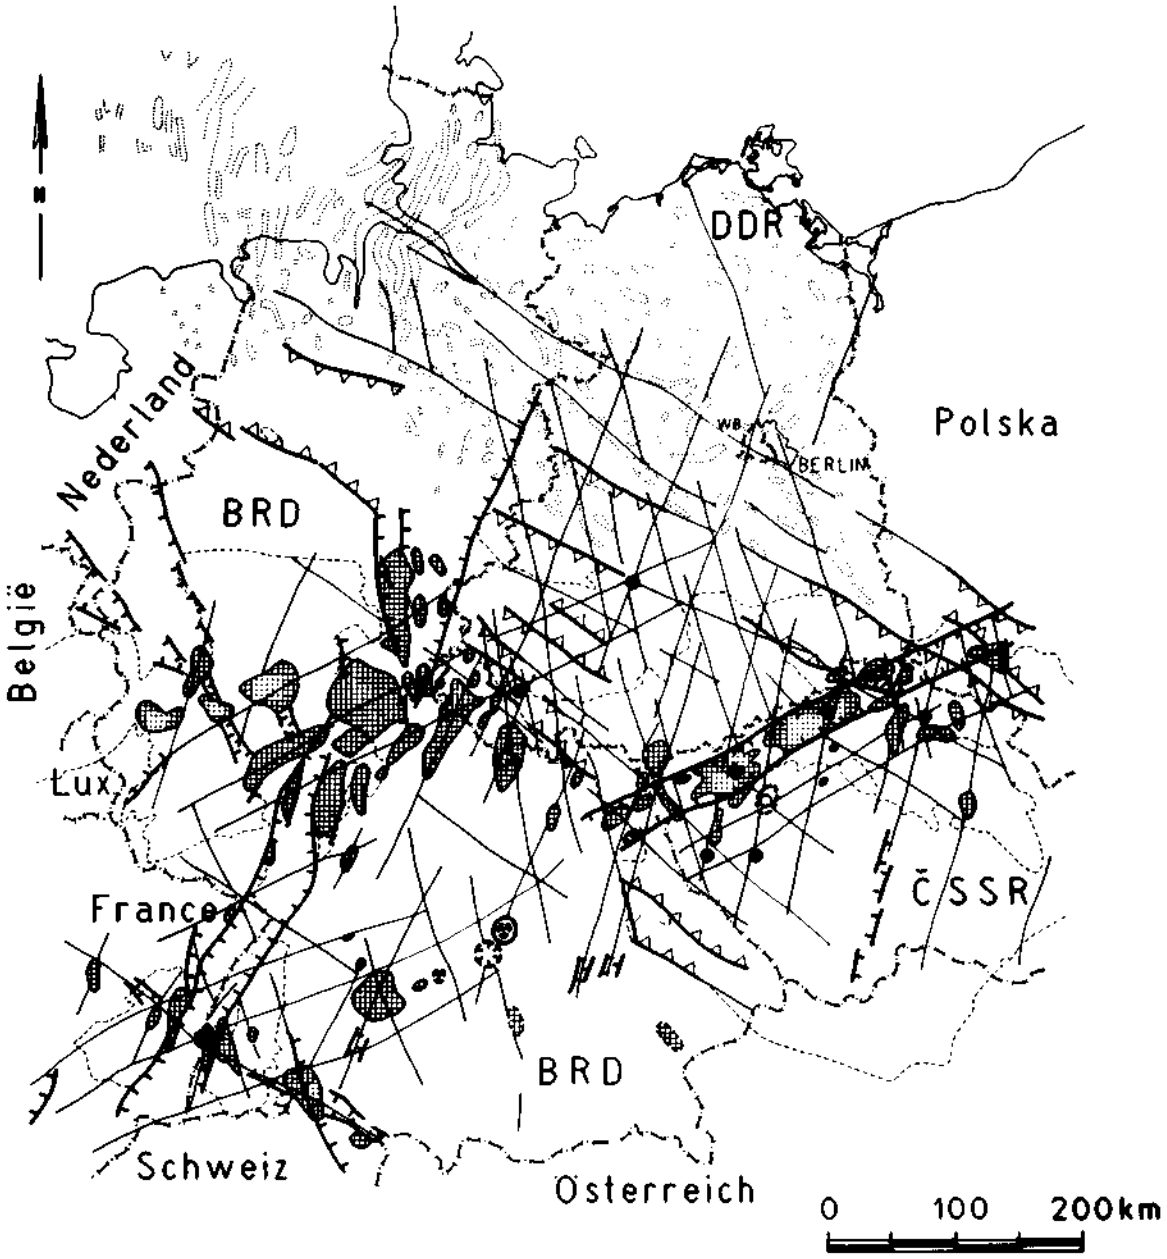 N
DDR
Nederland
Polska
WB
BERLIN
BRD
België
Lux
France
ČSSR
BRD
Schweiz
Österreich
0 100 200km